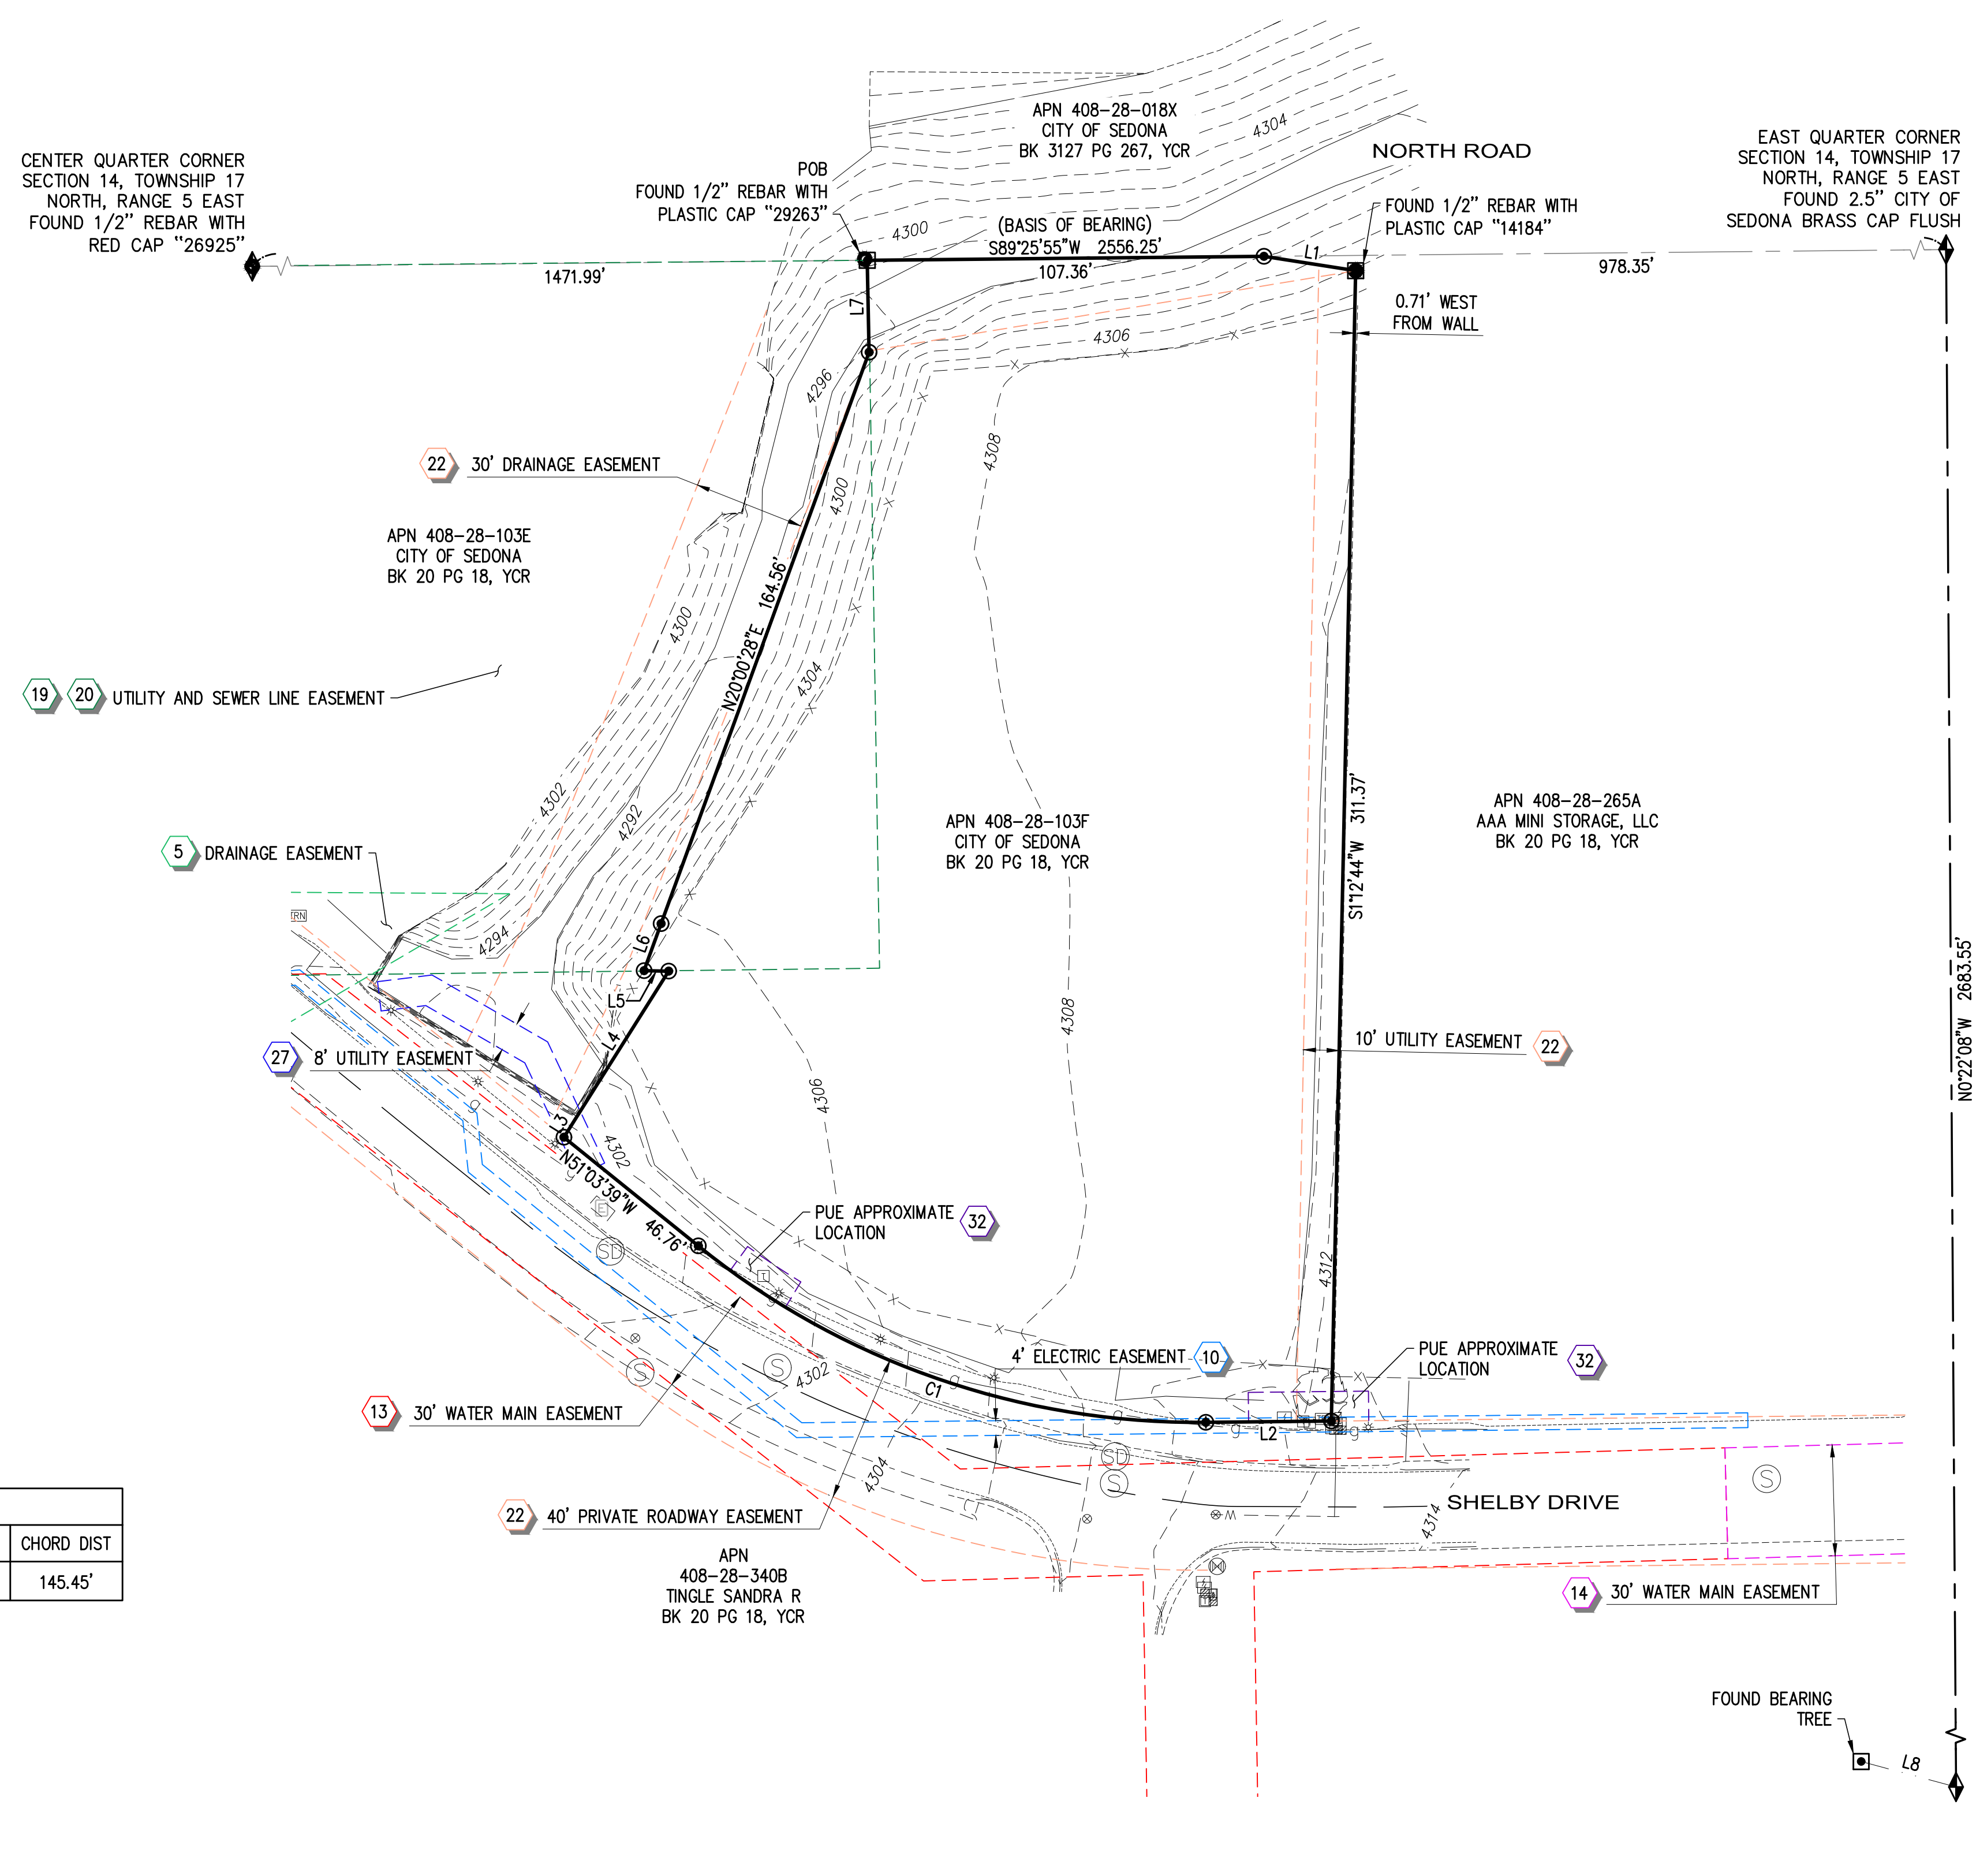 APN 408-28-018X
CITY OF SEDONA
BK 3127 PG 267, YCR
4304
NORTH ROAD
CENTER QUARTER CORNER
SECTION 14, TOWNSHIP 17
NORTH, RANGE 5 EAST
FOUND 1/2" REBAR WITH
RED CAP "26925"
POB
FOUND 1/2" REBAR WITH
PLASTIC CAP "29263"
EAST QUARTER CORNER
SECTION 14, TOWNSHIP 17
NORTH, RANGE 5 EAST
FOUND 2.5" CITY OF
SEDONA BRASS CAP FLUSH
FOUND 1/2" REBAR WITH
PLASTIC CAP "14184"
4300
(BASIS OF BEARING)
S89°25'55"W 2556.25'
107.36'
L1
1471.99'
978.35'
0.71' WEST
FROM WALL
L7
4306
4296
4308
22
30' DRAINAGE EASEMENT
4300
APN 408-28-103E
CITY OF SEDONA
BK 20 PG 18, YCR
N20°00'28"E 164.56'
4300
4304
19
20
UTILITY AND SEWER LINE EASEMENT
4302
4292
APN 408-28-103F
CITY OF SEDONA
BK 20 PG 18, YCR
S1°12'44"W 311.37'
APN 408-28-265A
AAA MINI STORAGE, LLC
BK 20 PG 18, YCR
5
DRAINAGE EASEMENT
TRN
4294
L6
L5
L4
4308
N0°22'08"W 2683.55'
27
8' UTILITY EASEMENT
10' UTILITY EASEMENT
22
4306
g
L3
4302
g
N51°03'39"W 46.76'
E
SD
PUE APPROXIMATE
LOCATION
32
T
g
4312
4' ELECTRIC EASEMENT
10
PUE APPROXIMATE
LOCATION
32
S
S
4302
C1
g
g
g
L2
g
13
30' WATER MAIN EASEMENT
SD
S
4304
S
SHELBY DRIVE
4314
W
22
40' PRIVATE ROADWAY EASEMENT
CHORD DIST
145.45'
APN
408-28-340B
TINGLE SANDRA R
BK 20 PG 18, YCR
14
30' WATER MAIN EASEMENT
FOUND BEARING
TREE
L8